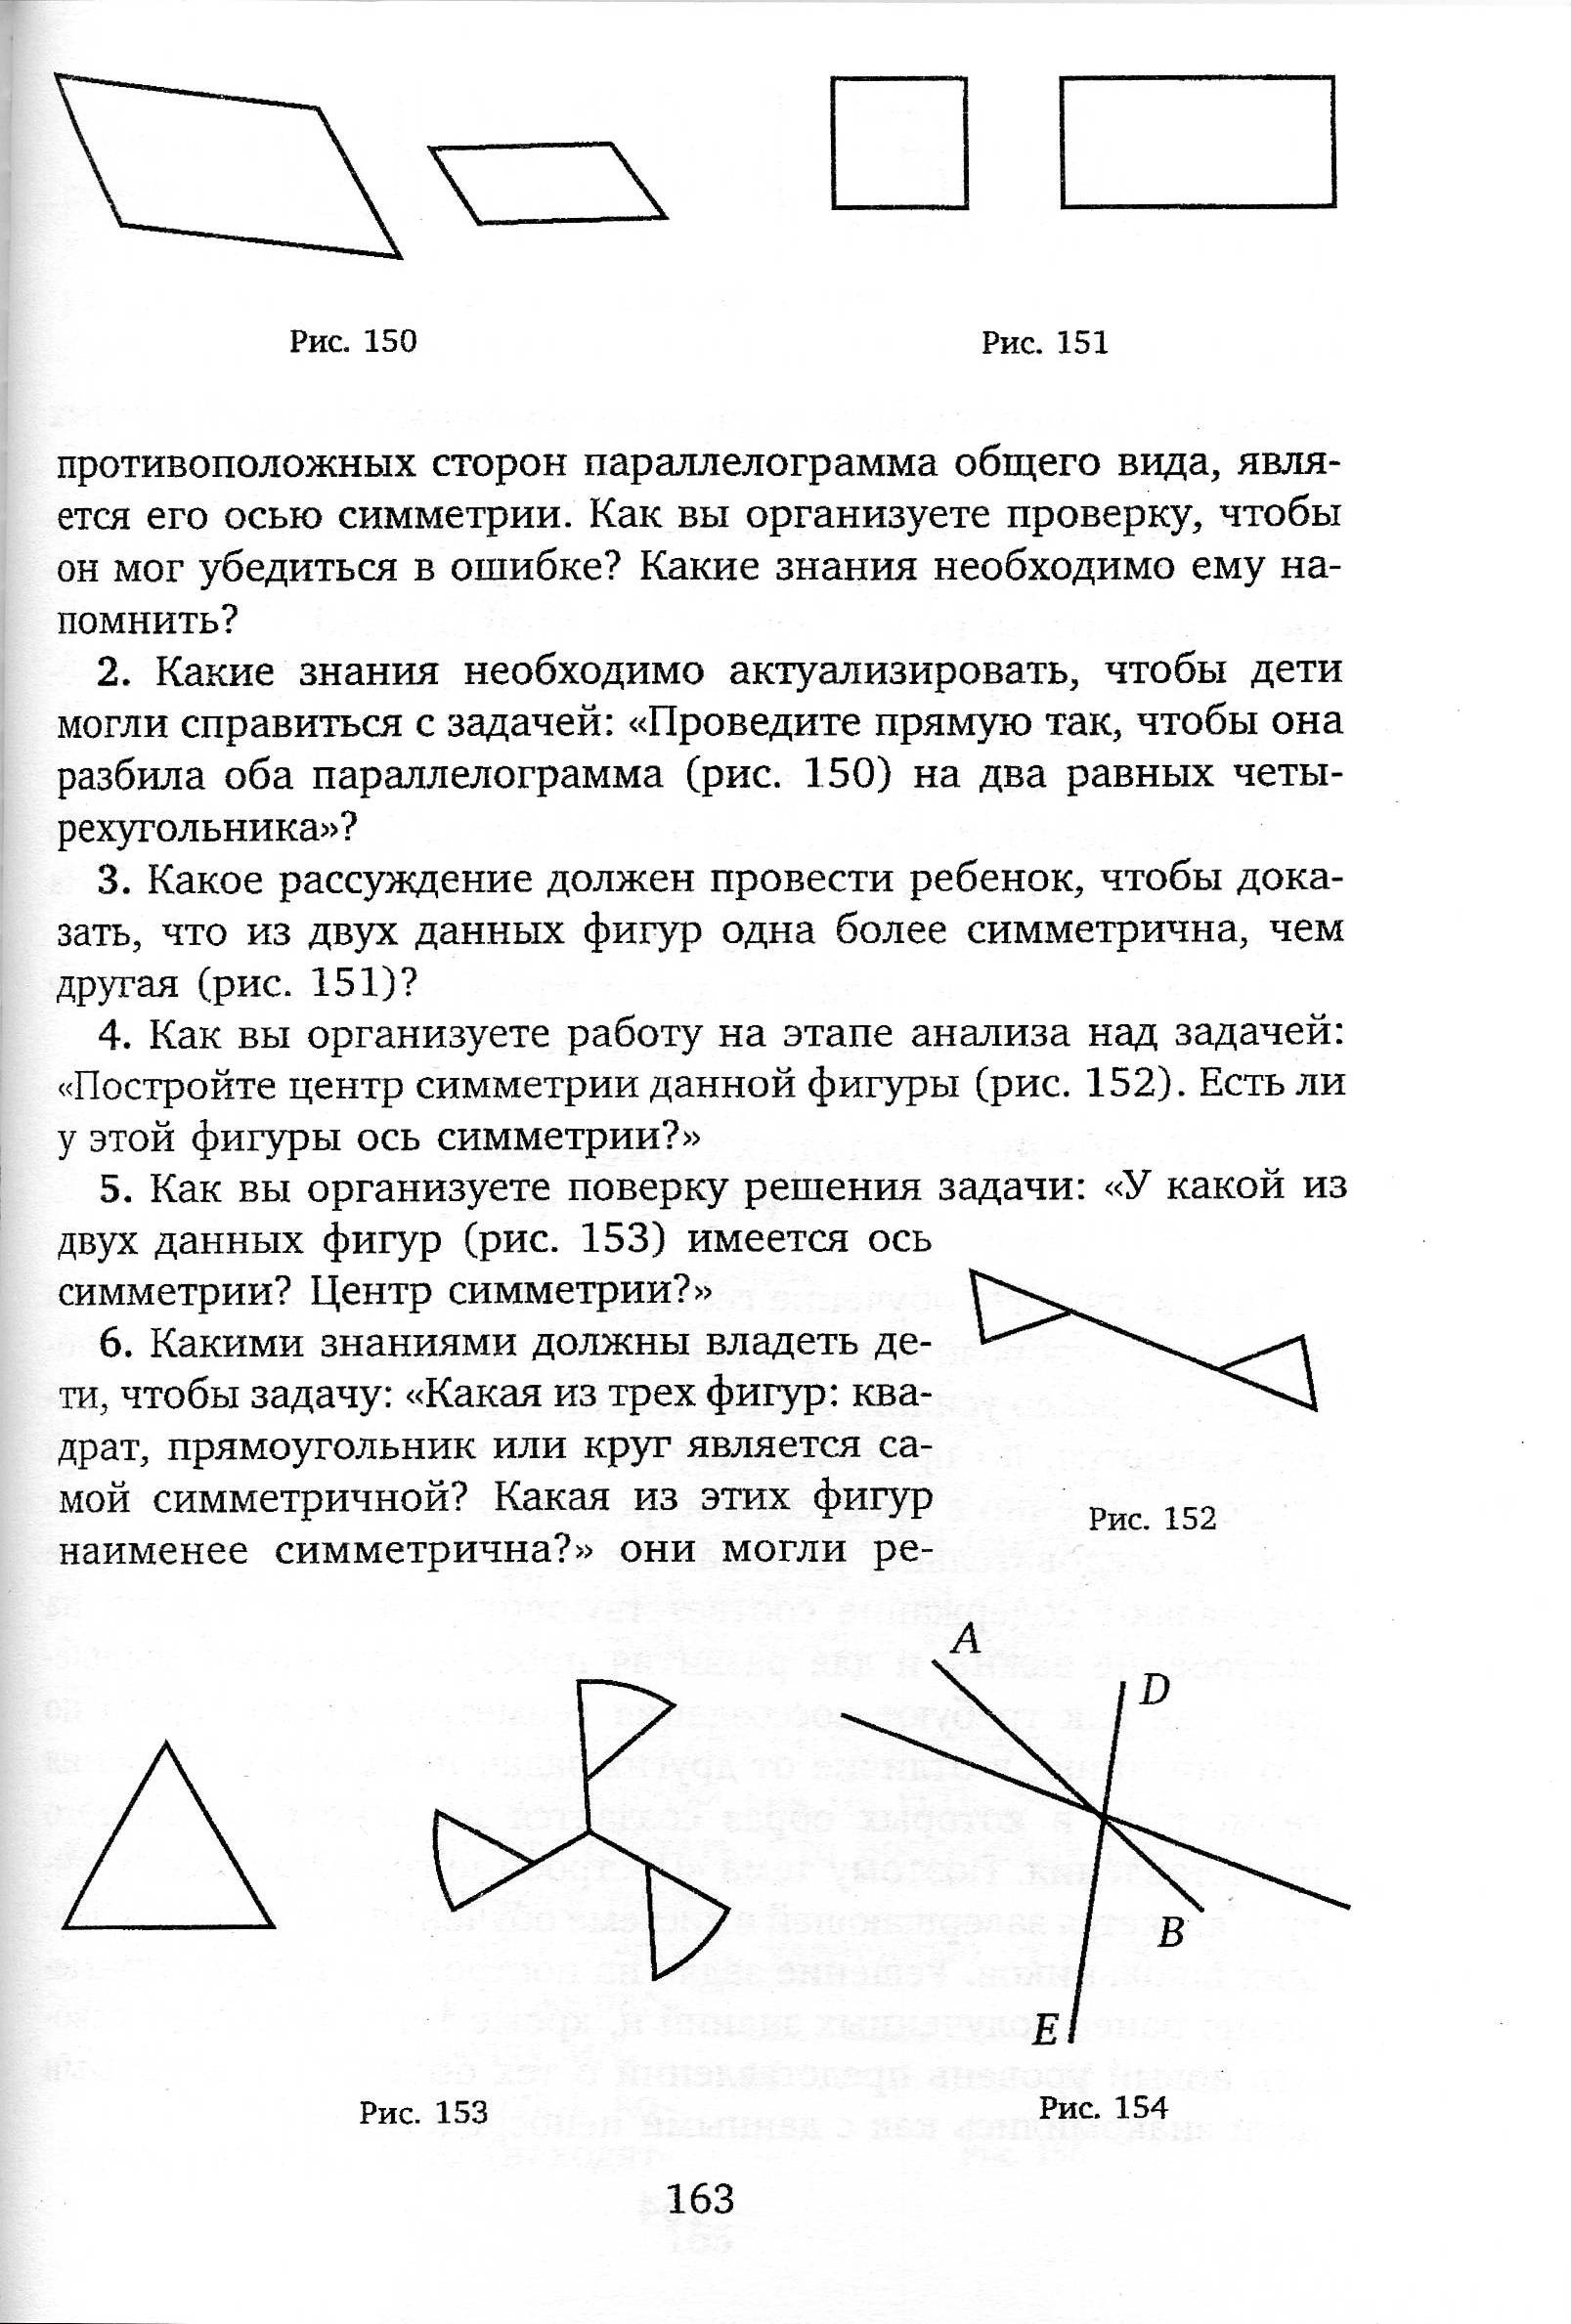 Рис. 150
Рис. 151
противоположных сторон параллелограмма общего вида, явля-
ется его осью симметрии. Как вы организуете проверку, чтобы
он мог убедиться в ошибке? Какие знания необходимо ему на-
помнить?
2. Какие знания необходимо актуализировать, чтобы дети
могли справиться с задачей: «Проведите прямую так, чтобы она
разбила оба параллелограмма (рис. 150) на два равных четы-
рехугольника»?
3. Какое рассуждение должен провести ребенок, чтобы дока-
зать, что из двух данных фигур одна более симметрична, чем
другая (рис. 151)?
4. Как вы организуете работу на этапе анализа над задачей:
«Постройте центр симметрии данной фигуры (рис. 152). Есть ли
у этой фигуры ось симметрии?»
5. Как вы организуете поверку решения задачи: «У какой из
двух данных фигур (рис. 153) имеется ось
симметрии? Центр симметрии?»
6. Какими знаниями должны владеть де-
ти, чтобы задачу: «Какая из трех фигур: ква-
драт, прямоугольник или круг является са-
мой симметричной? Какая из этих фигур
наименее симметрична?» они могли ре-
Рис. 152
A
D
B
E
Рис. 153
Рис. 154
163